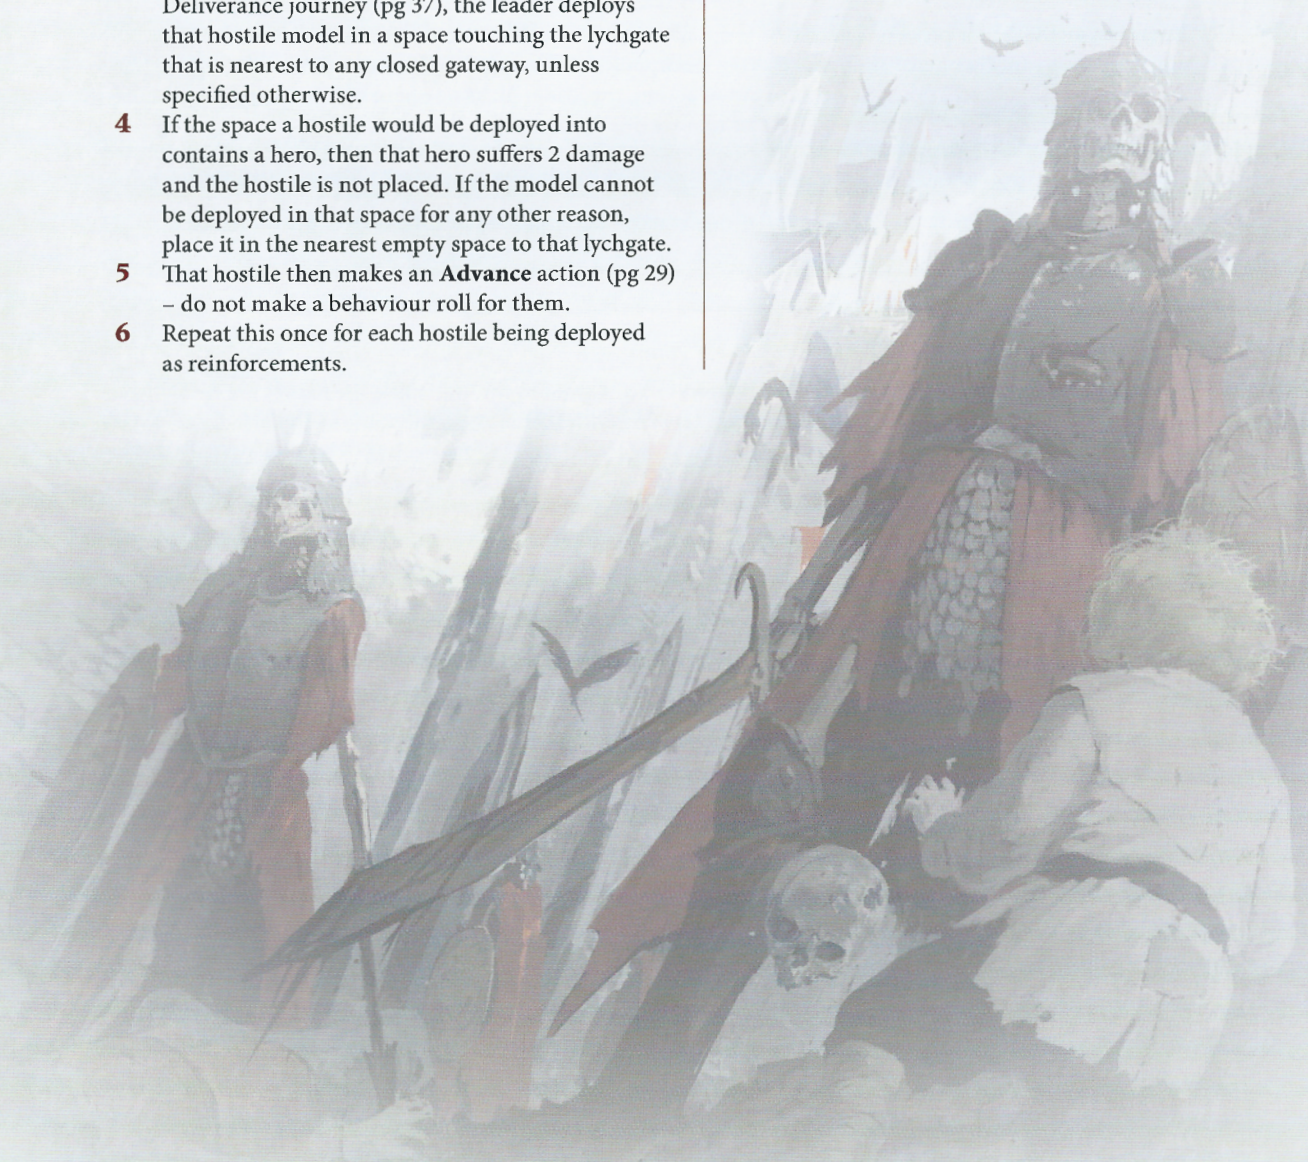 Deliverance journey (pg 37), the leader deploys
that hostile model in a space touching the lychgate
that is nearest to any closed gateway, unless
specified otherwise.
4 If the space a hostile would be deployed into
contains a hero, then that hero suffers 2 damage
and the hostile is not placed. If the model cannot
be deployed in that space for any other reason,
place it in the nearest empty space to that lychgate.
5 That hostile then makes an Advance action (pg 29)
– do not make a behaviour roll for them.
6 Repeat this once for each hostile being deployed
as reinforcements.